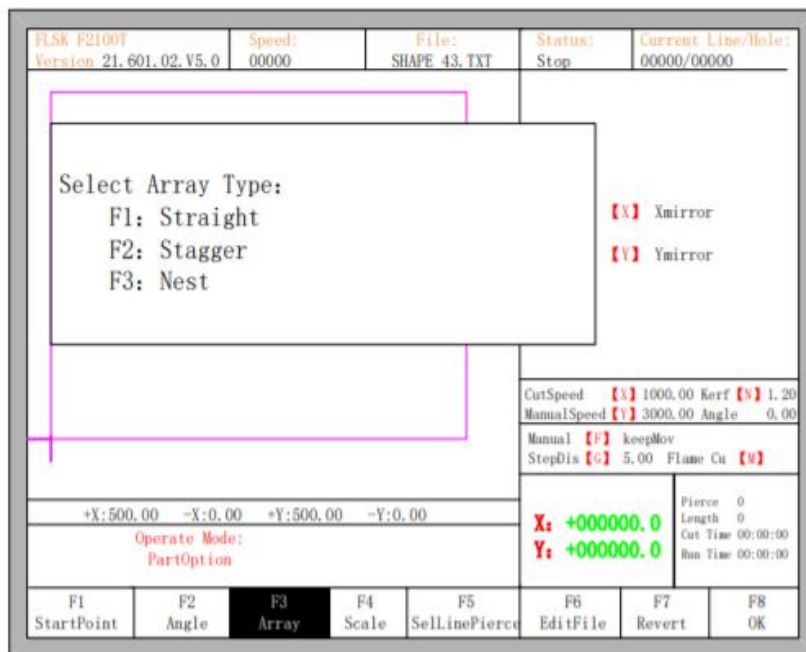 FLSK F2100T Speed: File: Status: Current Line/Hole:
Version 21.601.02.V5.0 00000 SHAPE 43.TXT Stop 00000/00000
Select Array Type:
F1: Straight
F2: Stagger
F3: Nest
【X】 Xmirror
【Y】 Ymirror
CutSpeed 【X】 1000.00 Kerf 【N】 1.20
ManualSpeed 【Y】 3000.00 Angle 0.00
Manual 【F】 keepMov
StepDis 【G】 5.00 Flame Cu 【M】
+X:500.00 -X:0.00 +Y:500.00 -Y:0.00
Operate Mode:
PartOption
X: +000000.0
Y: +000000.0
Pierce 0
Length 0
Cut Time 00:00:00
Run Time 00:00:00
F1 F2 F3 F4 F5 F6 F7 F8
StartPoint Angle Array Scale SelLinePierce EditFile Revert OK